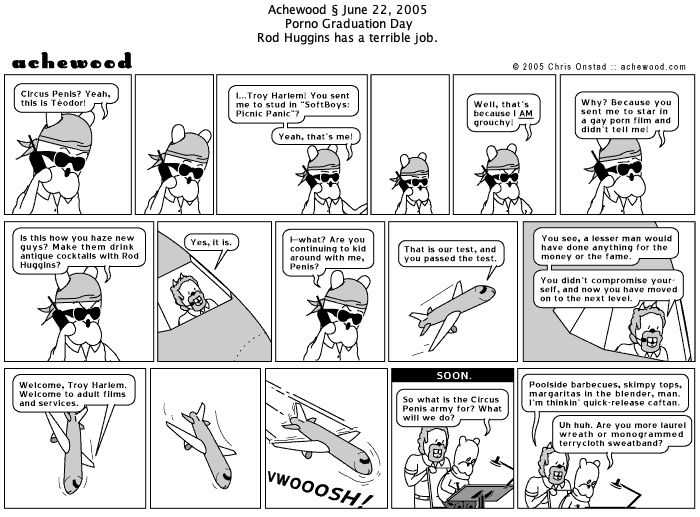 Achewood § June 22, 2005
Porno Graduation Day
Rod Huggins has a terrible job.
achewood
© 2005 Chris Onstad :: achewood.com
Circus Penis? Yeah,
this is Téodor!
I...Troy Harlem! You sent
me to stud in "SoftBoys:
Picnic Panic"?
Yeah, that's me!
Well, that's
because I AM
grouchy!
Why? Because you
sent me to star in
a gay porn film and
didn't tell me!
Is this how you haze new
guys? Make them drink
antique cocktails with Rod
Huggins?
Yes, it is.
I—what? Are you
continuing to kid
around with me,
Penis?
That is our test, and
you passed the test.
You see, a lesser man would
have done anything for the
money or the fame.
You didn't compromise your-
self, and now you have moved
on to the next level.
Welcome, Troy Harlem.
Welcome to adult films
and services.
VWOOOSH!
SOON.
So what is the Circus
Penis army for? What
will we do?
Poolside barbecues, skimpy tops,
margaritas in the blender, man.
I'm thinkin' quick-release caftan.
Uh huh. Are you more laurel
wreath or monogrammed
terrycloth sweatband?